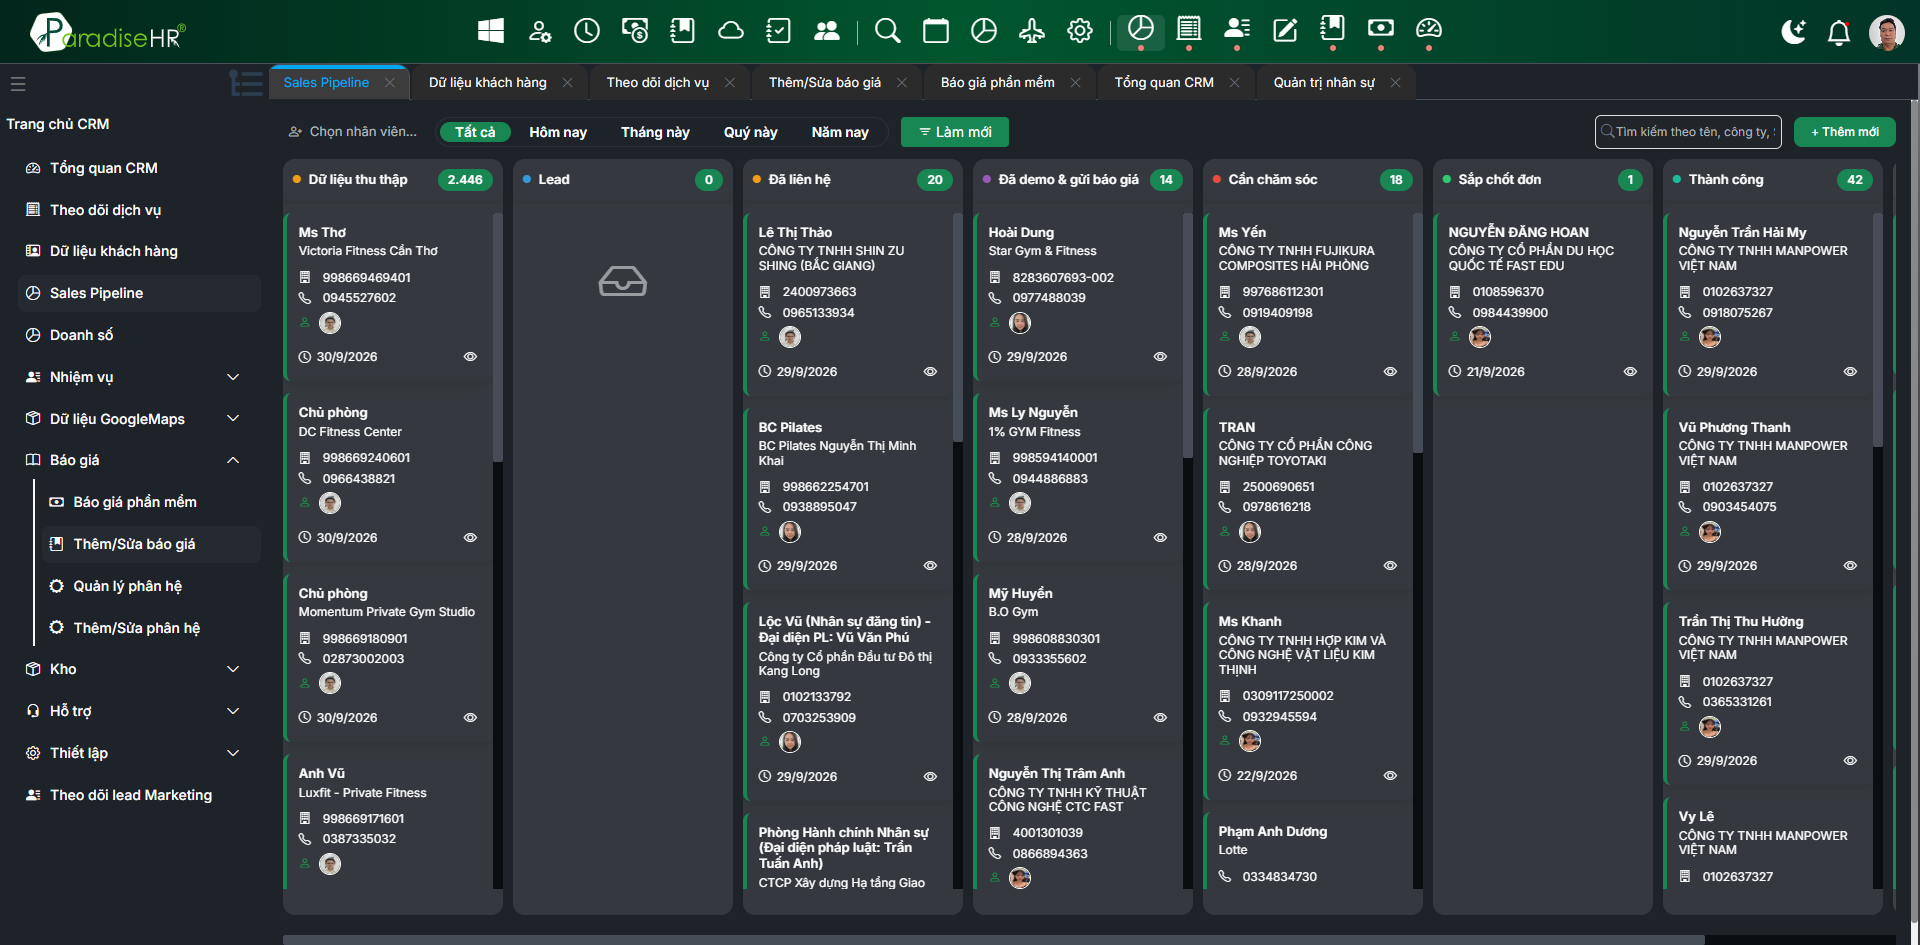 ParadiseHR®
Sales Pipeline
Dữ liệu khách hàng
Theo dõi dịch vụ
Thêm/Sửa báo giá
Báo giá phần mềm
Tổng quan CRM
Quản trị nhân sự
Trang chủ CRM
Tổng quan CRM
Theo dõi dịch vụ
Dữ liệu khách hàng
Sales Pipeline
Doanh số
Nhiệm vụ
Dữ liệu GoogleMaps
Báo giá
Báo giá phần mềm
Thêm/Sửa báo giá
Quản lý phân hệ
Thêm/Sửa phân hệ
Kho
Hỗ trợ
Thiết lập
Theo dõi lead Marketing
Chọn nhân viên...
Tất cả
Hôm nay
Tháng này
Quý này
Năm nay
Làm mới
Tìm kiếm theo tên, công ty,
+ Thêm mới
Dữ liệu thu thập
2.446
Ms Thơ
Victoria Fitness Cần Thơ
998669469401
0945527602
30/9/2026
Chủ phòng
DC Fitness Center
998669240601
0966438821
30/9/2026
Chủ phòng
Momentum Private Gym Studio
998669180901
02873002003
30/9/2026
Anh Vũ
Luxfit - Private Fitness
998669171601
0387335032
Lead
0
Đã liên hệ
20
Lê Thị Thảo
CÔNG TY TNHH SHIN ZU
SHING (BẮC GIANG)
2400973663
0965133934
29/9/2026
BC Pilates
BC Pilates Nguyễn Thị Minh
Khai
998662254701
0938895047
29/9/2026
Lộc Vũ (Nhân sự đăng tin) -
Đại diện PL: Vũ Văn Phú
Công ty Cổ phần Đầu tư Đô thị
Kang Long
0102133792
0703253909
29/9/2026
Phòng Hành chính Nhân sự
(Đại diện pháp luật: Trần
Tuấn Anh)
CTCP Xây dựng Hạ tầng Giao
Đã demo & gửi báo giá
14
Hoài Dung
Star Gym & Fitness
8283607693-002
0977488039
29/9/2026
Ms Ly Nguyễn
1% GYM Fitness
998594140001
0944886883
28/9/2026
Mỹ Huyền
B.O Gym
998608830301
0933355602
28/9/2026
Nguyễn Thị Trâm Anh
CÔNG TY TNHH KỸ THUẬT
CÔNG NGHỆ CTC FAST
4001301039
0866894363
Cần chăm sóc
18
Ms Yến
CÔNG TY TNHH FUJIKURA
COMPOSITES HẢI PHÒNG
997686112301
0919409198
28/9/2026
TRAN
CÔNG TY CỔ PHẦN CÔNG
NGHIỆP TOYOTAKI
2500690651
0978616218
28/9/2026
Ms Khanh
CÔNG TY TNHH HỢP KIM VÀ
CÔNG NGHỆ VẬT LIỆU KIM
THỊNH
0309117250002
0932945594
22/9/2026
Phạm Anh Dương
Lotte
0334834730
Sắp chốt đơn
1
NGUYỄN ĐĂNG HOAN
CÔNG TY CỔ PHẦN DU HỌC
QUỐC TẾ FAST EDU
0108596370
0984439900
21/9/2026
Thành công
42
Nguyễn Trần Hải My
CÔNG TY TNHH MANPOWER
VIỆT NAM
0102637327
0918075267
29/9/2026
Vũ Phương Thanh
CÔNG TY TNHH MANPOWER
VIỆT NAM
0102637327
0903454075
29/9/2026
Trần Thị Thu Hường
CÔNG TY TNHH MANPOWER
VIỆT NAM
0102637327
0365331261
29/9/2026
Vy Lê
CÔNG TY TNHH MANPOWER
VIỆT NAM
0102637327